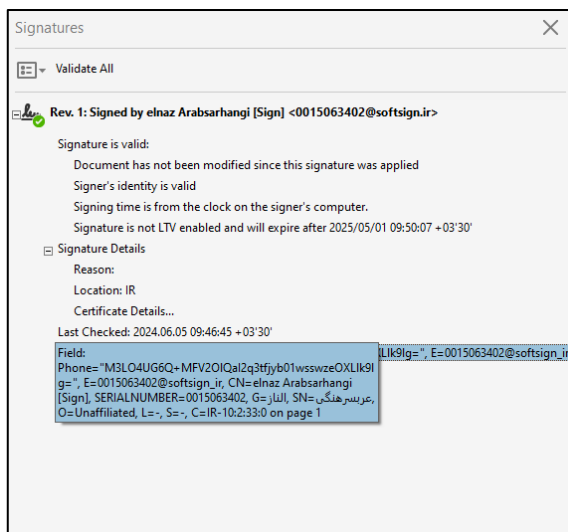 Signatures
Validate All
Rev. 1: Signed by elnaz Arabsarhangi [Sign] <0015063402@softsign.ir>
Signature is valid:
Document has not been modified since this signature was applied
Signer's identity is valid
Signing time is from the clock on the signer's computer.
Signature is not LTV enabled and will expire after 2025/05/01 09:50:07 +03'30'
Signature Details
Reason:
Location: IR
Certificate Details...
Last Checked: 2024.06.05 09:46:45 +03'30'
Field:
Phone="M3LO4UG6Q+MFV2OIQaI2q3tfjyb01wsswzeOXLIk9I
g=", E=0015063402@softsign_ir, CN=elnaz Arabsarhangi
[Sign], SERIALNUMBER=0015063402, G=الناز, SN=عربسرهنگی,
O=Unaffiliated, L=-, S=-, C=IR-10:2:33:0 on page 1
XLIk9Ig=", E=0015063402@softsign_ir